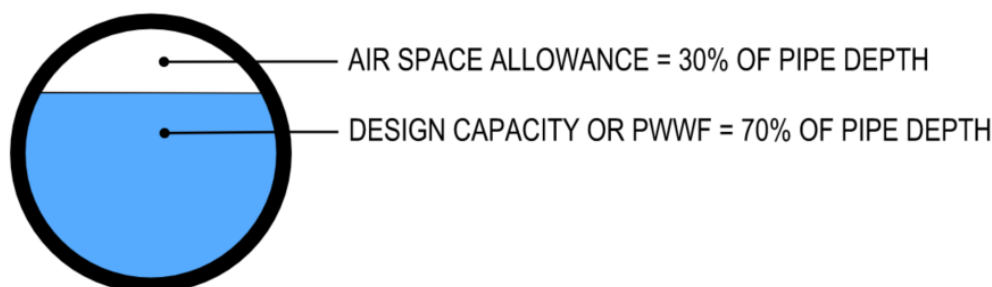 AIR SPACE ALLOWANCE = 30% OF PIPE DEPTH
DESIGN CAPACITY OR PWWF = 70% OF PIPE DEPTH